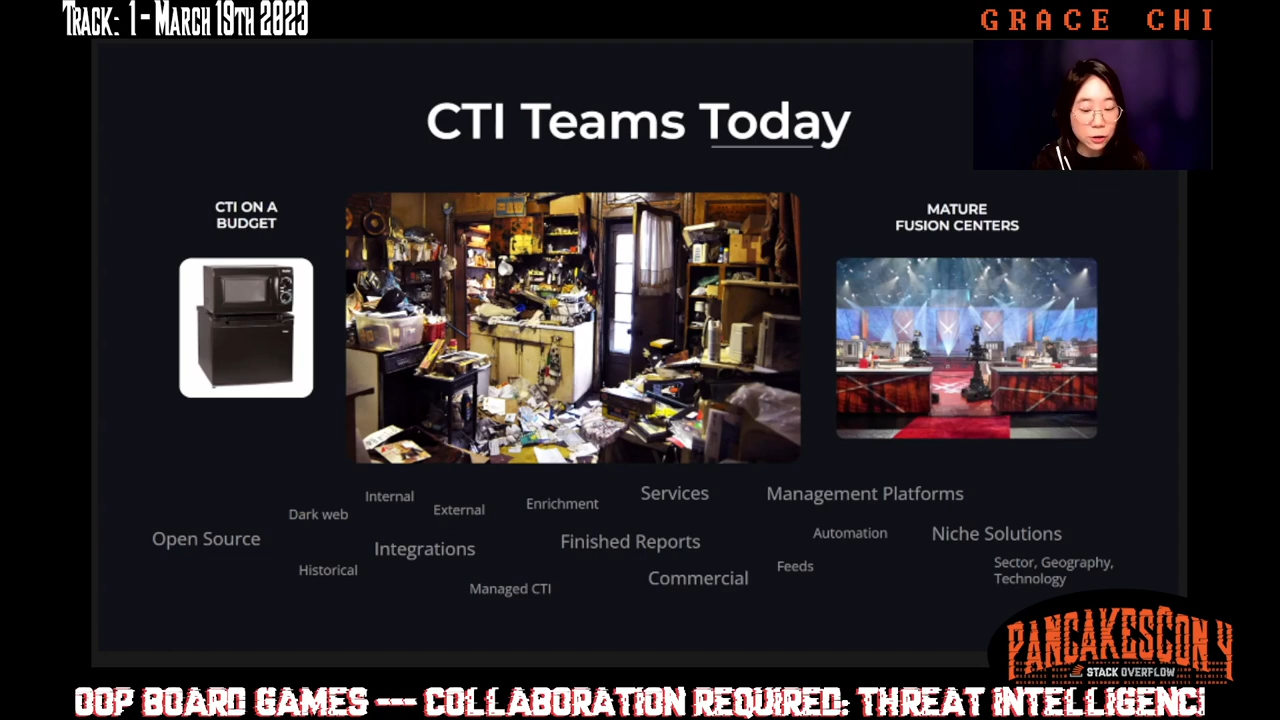 TRACK: 1 - MARCH 19TH 2023
GRACE CHI
CTI Teams Today
CTI ON A
BUDGET
MATURE
FUSION CENTERS
Internal
Services
Management Platforms
Dark web
External
Enrichment
Open Source
Integrations
Finished Reports
Automation
Niche Solutions
Historical
Managed CTI
Commercial
Feeds
Sector, Geography,
Technology
PANCAKESCON 4
STACK OVERFLOW
OOP BOARD GAMES --- COLLABORATION REQUIRED: THREAT INTELLIGENC